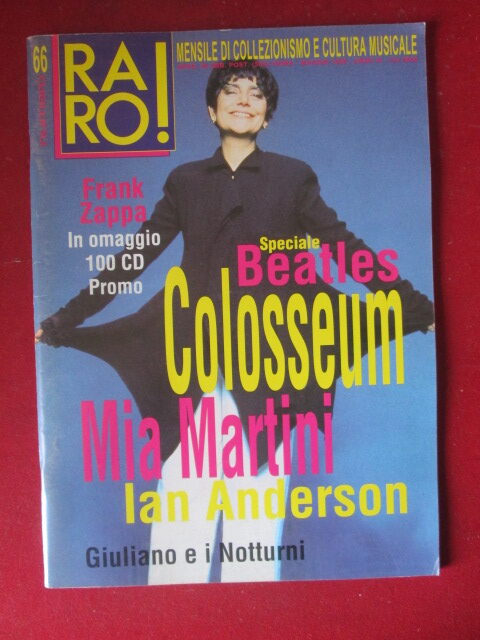 66
RA
RO!
MENSILE DI COLLEZIONISMO E CULTURA MUSICALE
Frank
Zappa
In omaggio
100 CD
Promo
Speciale
Beatles
Colosseum
Mia Martini
Ian Anderson
Giuliano e i Notturni